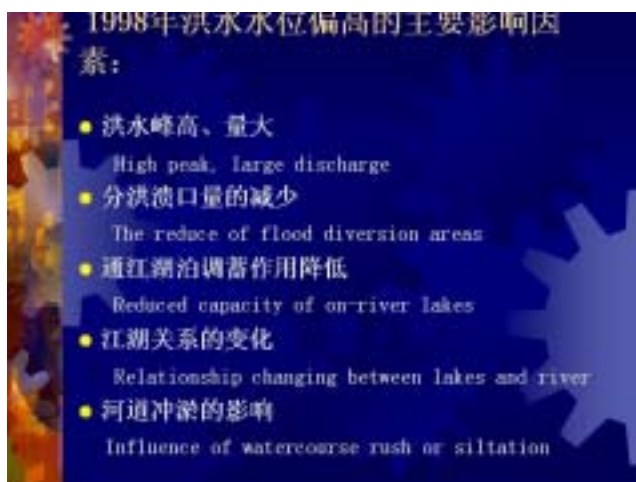 1998年洪水水位偏高的主要影响因
素：
洪水峰高、量大
High peak, large discharge
分洪溃口量的减少
The reduce of flood diversion areas
通江湖泊调蓄作用降低
Reduced capacity of on-river lakes
江湖关系的变化
Relationship changing between lakes and river
河道冲淤的影响
Influence of watercourse rush or siltation